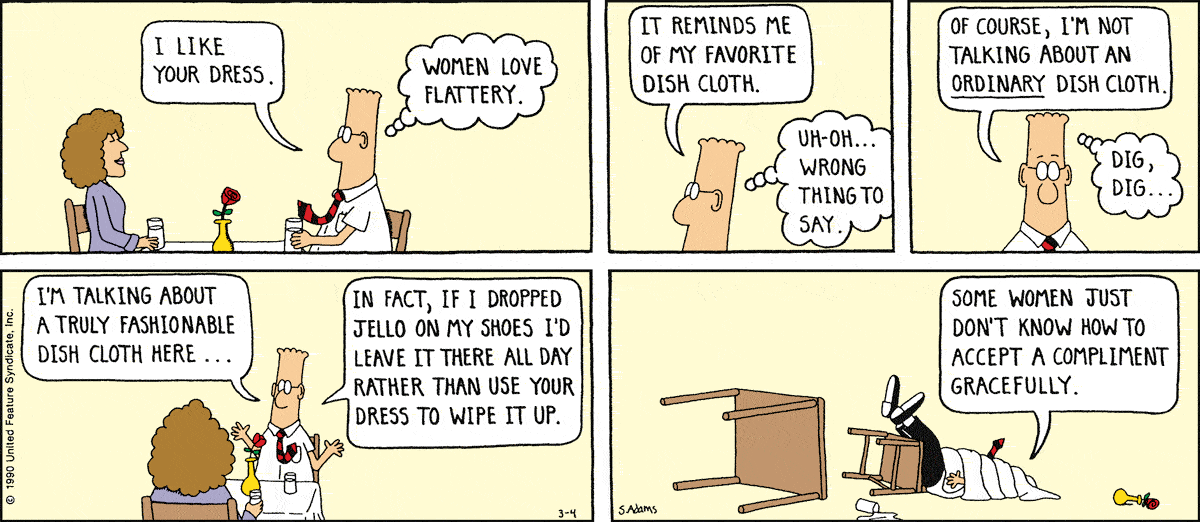 I LIKE
YOUR DRESS.
WOMEN LOVE
FLATTERY.
IT REMINDS ME
OF MY FAVORITE
DISH CLOTH.
UH-OH...
WRONG
THING TO
SAY.
OF COURSE, I'M NOT
TALKING ABOUT AN
ORDINARY DISH CLOTH.
DIG,
DIG...
I'M TALKING ABOUT
A TRULY FASHIONABLE
DISH CLOTH HERE ...
IN FACT, IF I DROPPED
JELLO ON MY SHOES I'D
LEAVE IT THERE ALL DAY
RATHER THAN USE YOUR
DRESS TO WIPE IT UP.
© 1990 United Feature Syndicate, Inc.
3-4
SOME WOMEN JUST
DON'T KNOW HOW TO
ACCEPT A COMPLIMENT
GRACEFULLY.
S.Adams